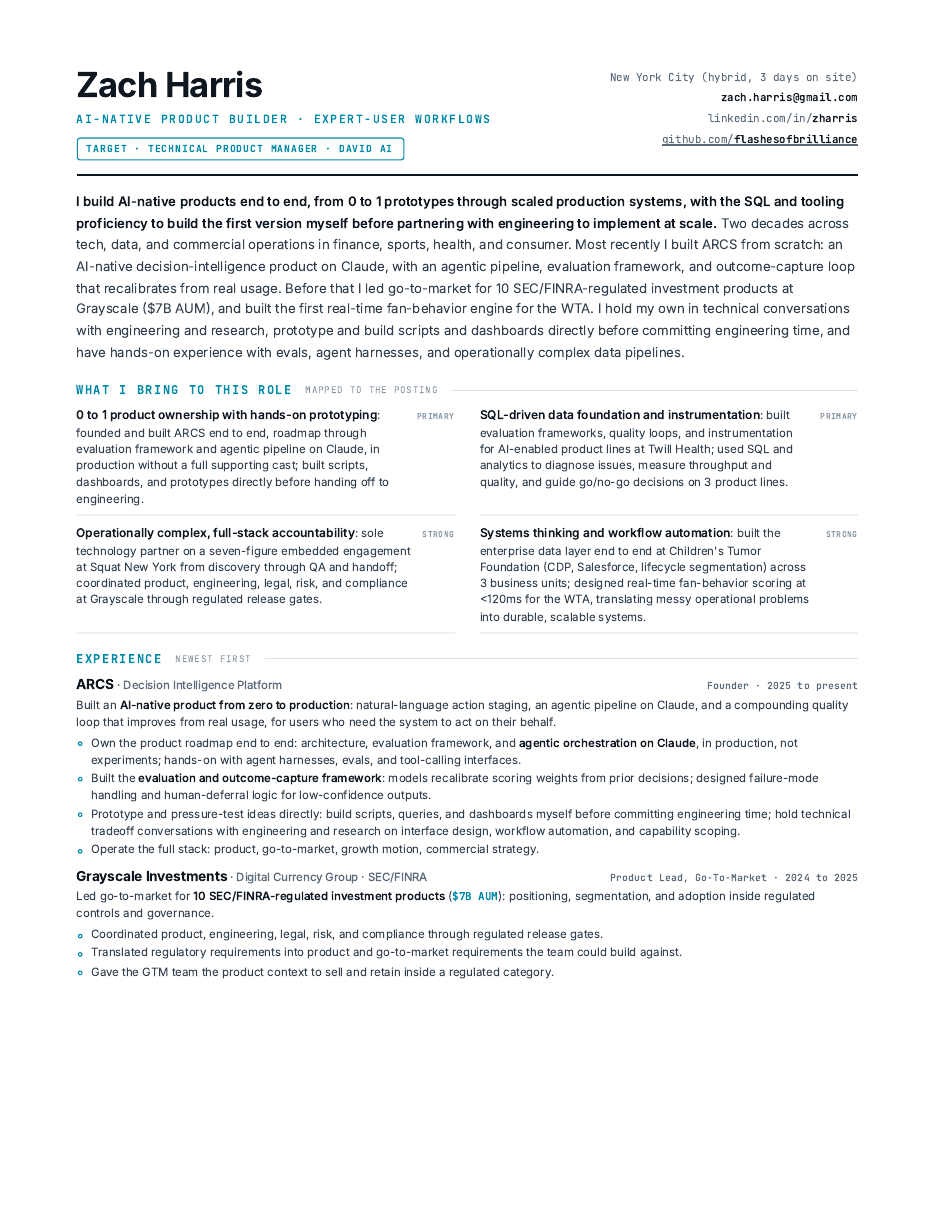 Zach Harris
AI-NATIVE PRODUCT BUILDER · EXPERT-USER WORKFLOWS
TARGET · TECHNICAL PRODUCT MANAGER · DAVID AI
New York City (hybrid, 3 days on site)
zach.harris@gmail.com
linkedin.com/in/zharris
github.com/flashesofbrilliance
I build AI-native products end to end, from 0 to 1 prototypes through scaled production systems, with the SQL and tooling
proficiency to build the first version myself before partnering with engineering to implement at scale. Two decades across
tech, data, and commercial operations in finance, sports, health, and consumer. Most recently I built ARCS from scratch: an
AI-native decision-intelligence product on Claude, with an agentic pipeline, evaluation framework, and outcome-capture loop
that recalibrates from real usage. Before that I led go-to-market for 10 SEC/FINRA-regulated investment products at
Grayscale ($7B AUM), and built the first real-time fan-behavior engine for the WTA. I hold my own in technical conversations
with engineering and research, prototype and build scripts and dashboards directly before committing engineering time, and
have hands-on experience with evals, agent harnesses, and operationally complex data pipelines.
WHAT I BRING TO THIS ROLE MAPPED TO THE POSTING
0 to 1 product ownership with hands-on prototyping: PRIMARY
founded and built ARCS end to end, roadmap through
evaluation framework and agentic pipeline on Claude, in
production without a full supporting cast; built scripts,
dashboards, and prototypes directly before handing off to
engineering.
SQL-driven data foundation and instrumentation: built PRIMARY
evaluation frameworks, quality loops, and instrumentation
for AI-enabled product lines at Twill Health; used SQL and
analytics to diagnose issues, measure throughput and
quality, and guide go/no-go decisions on 3 product lines.
Operationally complex, full-stack accountability: sole STRONG
technology partner on a seven-figure embedded engagement
at Squat New York from discovery through QA and handoff;
coordinated product, engineering, legal, risk, and compliance
at Grayscale through regulated release gates.
Systems thinking and workflow automation: built the STRONG
enterprise data layer end to end at Children's Tumor
Foundation (CDP, Salesforce, lifecycle segmentation) across
3 business units; designed real-time fan-behavior scoring at
<120ms for the WTA, translating messy operational problems
into durable, scalable systems.
EXPERIENCE NEWEST FIRST
ARCS · Decision Intelligence Platform Founder · 2025 to present
Built an AI-native product from zero to production: natural-language action staging, an agentic pipeline on Claude, and a compounding quality
loop that improves from real usage, for users who need the system to act on their behalf.
Own the product roadmap end to end: architecture, evaluation framework, and agentic orchestration on Claude, in production, not
experiments; hands-on with agent harnesses, evals, and tool-calling interfaces.
Built the evaluation and outcome-capture framework: models recalibrate scoring weights from prior decisions; designed failure-mode
handling and human-deferral logic for low-confidence outputs.
Prototype and pressure-test ideas directly: build scripts, queries, and dashboards myself before committing engineering time; hold technical
tradeoff conversations with engineering and research on interface design, workflow automation, and capability scoping.
Operate the full stack: product, go-to-market, growth motion, commercial strategy.
Grayscale Investments · Digital Currency Group · SEC/FINRA Product Lead, Go-To-Market · 2024 to 2025
Led go-to-market for 10 SEC/FINRA-regulated investment products ($7B AUM): positioning, segmentation, and adoption inside regulated
controls and governance.
Coordinated product, engineering, legal, risk, and compliance through regulated release gates.
Translated regulatory requirements into product and go-to-market requirements the team could build against.
Gave the GTM team the product context to sell and retain inside a regulated category.